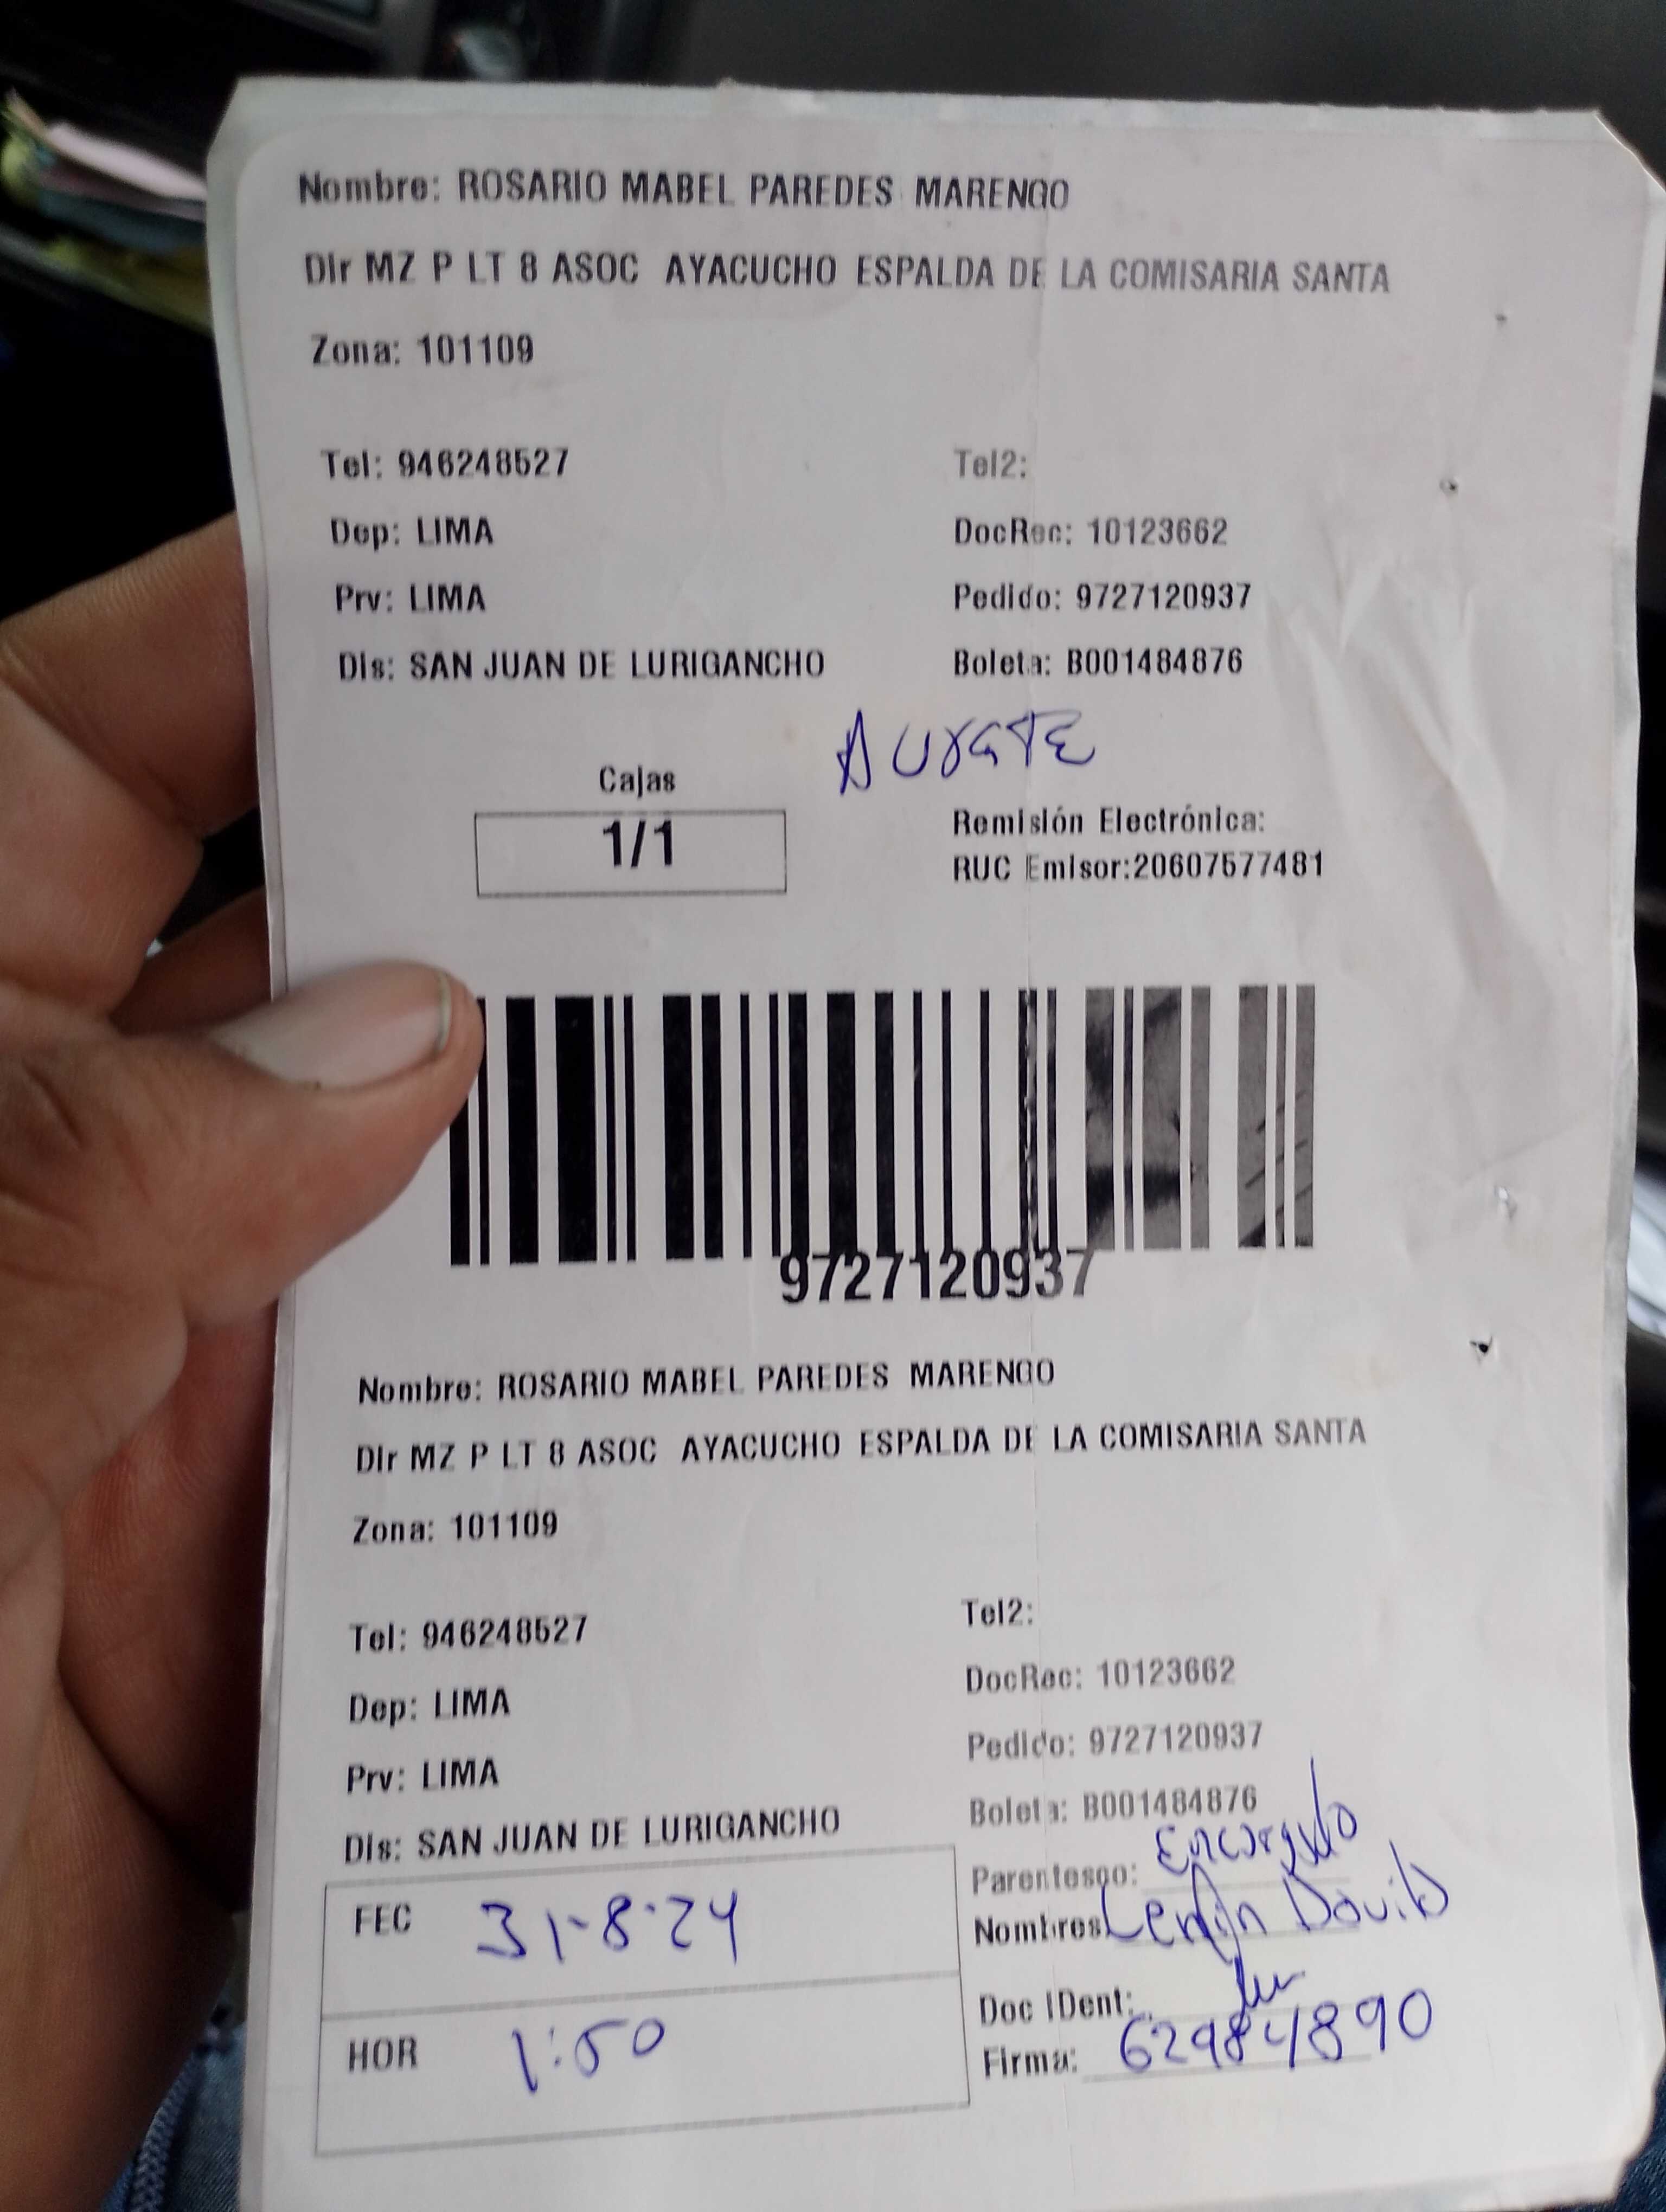 Nombre: ROSARIO MABEL PAREDES MARENGO
Dir MZ P LT 8 ASOC AYACUCHO ESPALDA DE LA COMISARIA SANTA
Zona: 101109
Tel: 946248527 Tel2:
Dep: LIMA DocRec: 10123662
Prv: LIMA Pedido: 9727120937
Dis: SAN JUAN DE LURIGANCHO Boleta: B001484876
Cajas
1/1
Remisión Electrónica:
RUC Emisor:20607577481
9727120937
Nombre: ROSARIO MABEL PAREDES MARENGO
Dir MZ P LT 8 ASOC AYACUCHO ESPALDA DE LA COMISARIA SANTA
Zona: 101109
Tel: 946248527 Tel2:
Dep: LIMA DocRec: 10123662
Prv: LIMA Pedido: 9727120937
Dis: SAN JUAN DE LURIGANCHO Boleta: B001484876
Parentesco: Encargado
FEC 31-8-24 Nombres David
Doc IDent:
HOR 1:50 Firma: 62984890